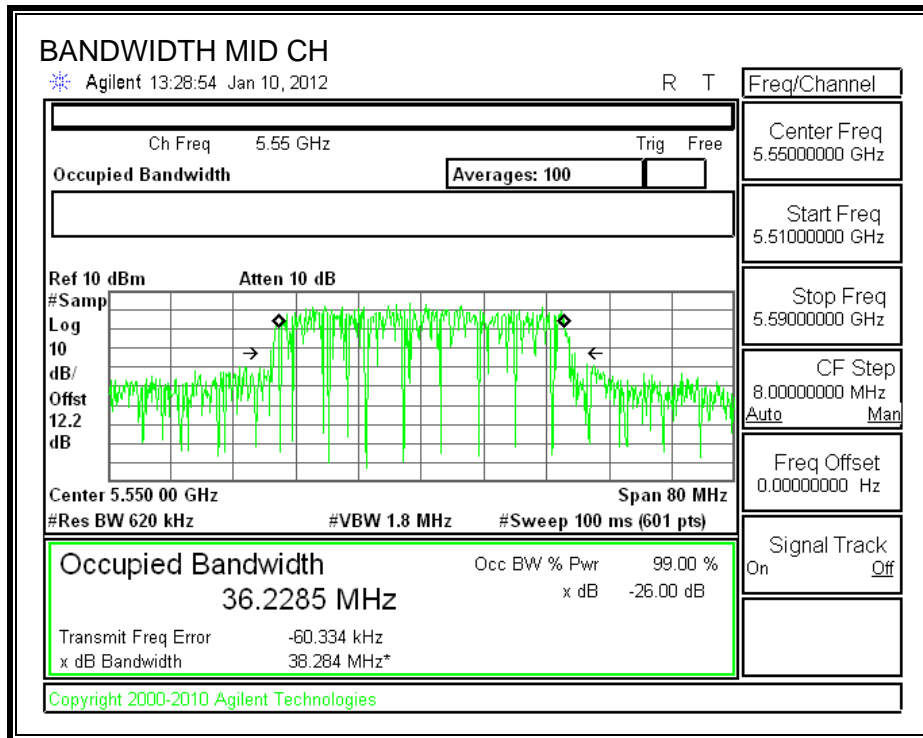 BANDWIDTH MID CH
Agilent 13:28:54 Jan 10, 2012 R T
Freq/Channel
Ch Freq 5.55 GHz Trig Free
Occupied Bandwidth Averages: 100
Center Freq
5.55000000 GHz
Start Freq
5.51000000 GHz
Stop Freq
5.59000000 GHz
CF Step
8.00000000 MHz
Auto Man
Freq Offset
0.00000000 Hz
Signal Track
On Off
Ref 10 dBm Atten 10 dB
#Samp
Log
10
dB/
Offst
12.2
dB
Center 5.550 00 GHz Span 80 MHz
#Res BW 620 kHz #VBW 1.8 MHz #Sweep 100 ms (601 pts)
Occupied Bandwidth Occ BW % Pwr 99.00 %
36.2285 MHz x dB -26.00 dB
Transmit Freq Error -60.334 kHz
x dB Bandwidth 38.284 MHz*
Copyright 2000-2010 Agilent Technologies